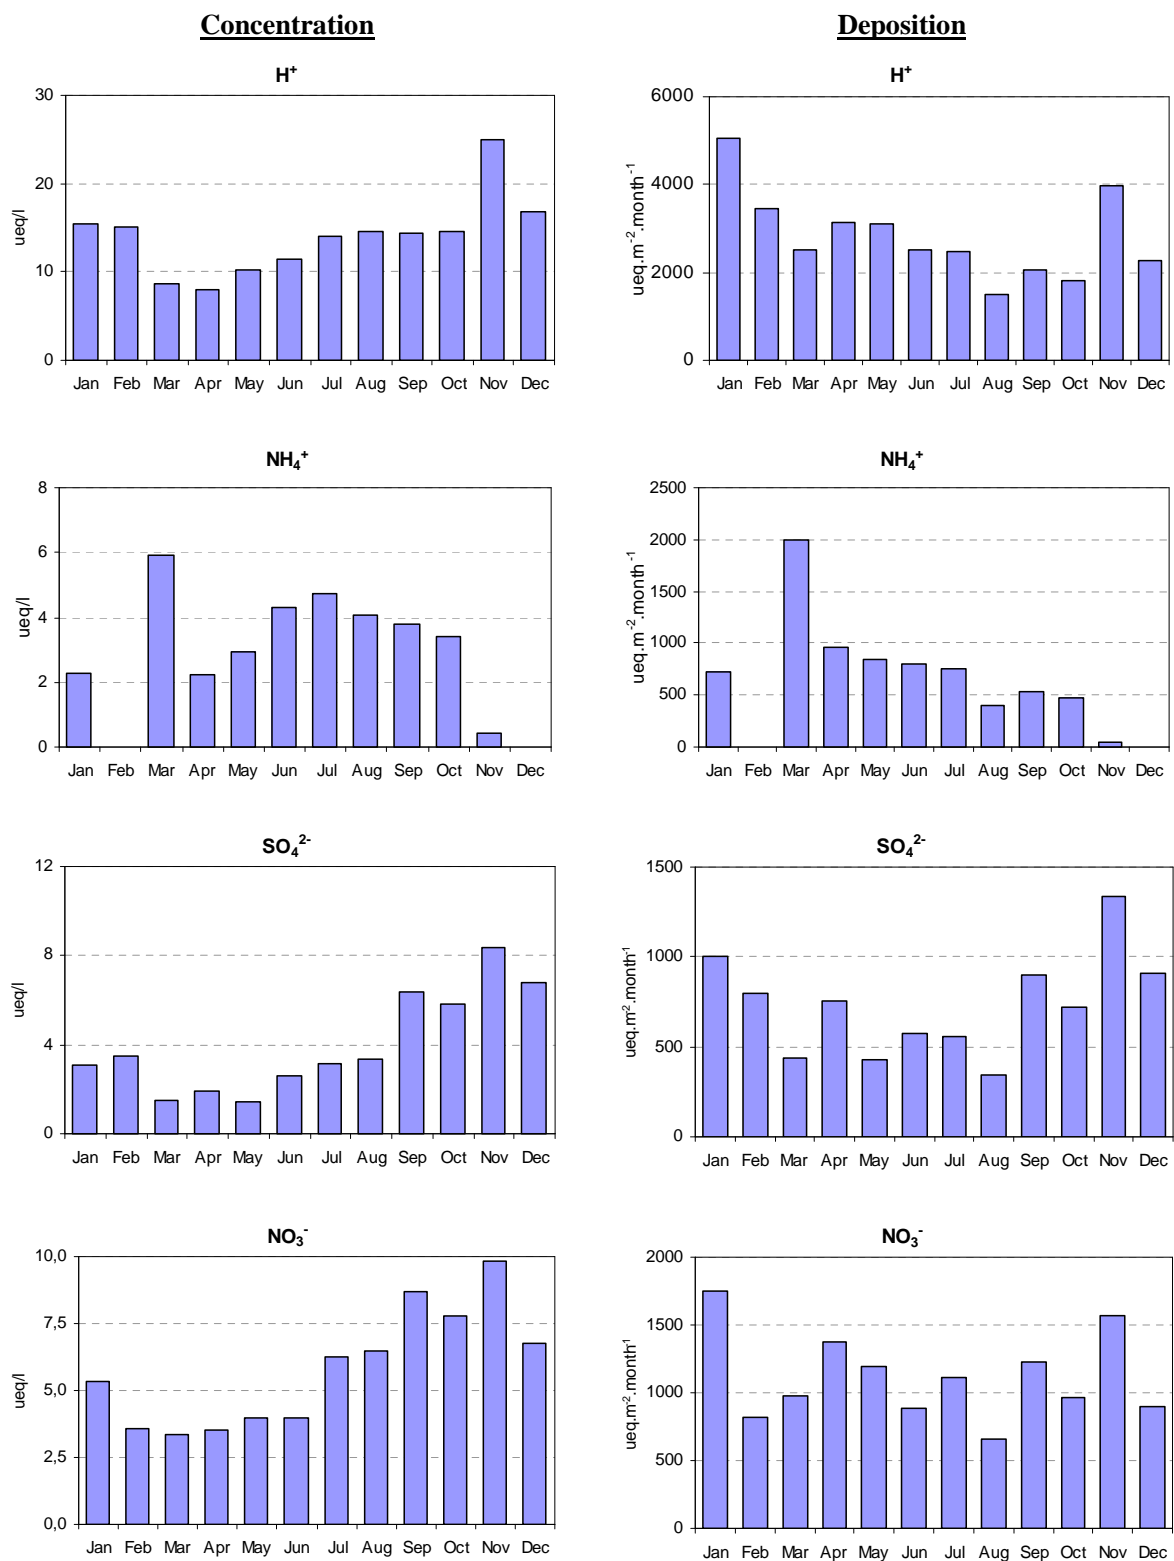 Concentration
Deposition
H⁺
30
20
10
0
ueq/l
Jan Feb Mar Apr May Jun Jul Aug Sep Oct Nov Dec
H⁺
6000
4000
2000
0
ueq.m⁻².month⁻¹
Jan Feb Mar Apr May Jun Jul Aug Sep Oct Nov Dec
NH₄⁺
8
6
4
2
0
ueq/l
Jan Feb Mar Apr May Jun Jul Aug Sep Oct Nov Dec
NH₄⁺
2500
2000
1500
1000
500
0
ueq.m⁻².month⁻¹
Jan Feb Mar Apr May Jun Jul Aug Sep Oct Nov Dec
SO₄²⁻
12
8
4
0
ueq/l
Jan Feb Mar Apr May Jun Jul Aug Sep Oct Nov Dec
SO₄²⁻
1500
1000
500
0
ueq.m⁻².month⁻¹
Jan Feb Mar Apr May Jun Jul Aug Sep Oct Nov Dec
NO₃⁻
10,0
7,5
5,0
2,5
0,0
ueq/l
Jan Feb Mar Apr May Jun Jul Aug Sep Oct Nov Dec
NO₃⁻
2000
1500
1000
500
0
ueq.m⁻².month⁻¹
Jan Feb Mar Apr May Jun Jul Aug Sep Oct Nov Dec